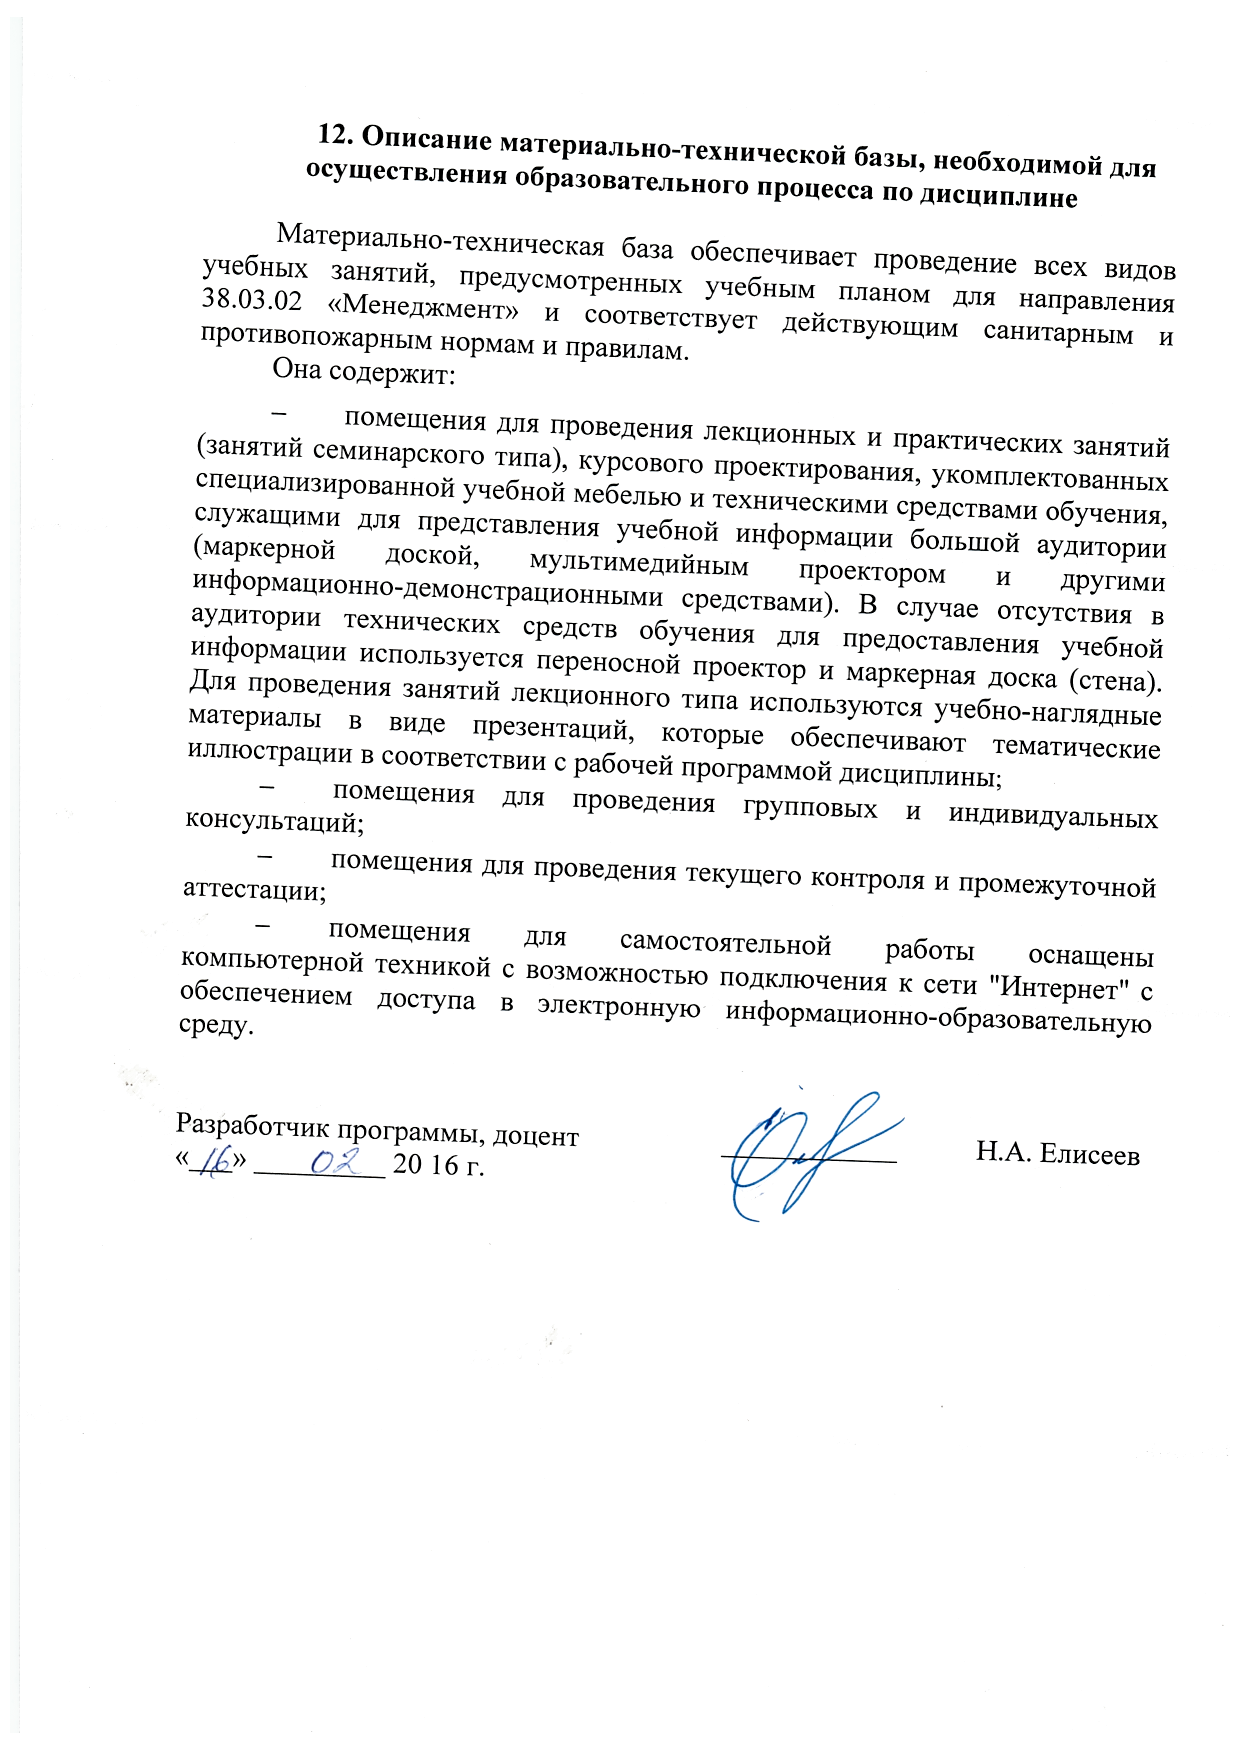 12. Описание материально-технической базы, необходимой для
осуществления образовательного процесса по дисциплине
Материально-техническая база обеспечивает проведение всех видов
учебных занятий, предусмотренных учебным планом для направления
38.03.02 «Менеджмент» и соответствует действующим санитарным и
противопожарным нормам и правилам.
Она содержит:
– помещения для проведения лекционных и практических занятий
(занятий семинарского типа), курсового проектирования, укомплектованных
специализированной учебной мебелью и техническими средствами обучения,
служащими для представления учебной информации большой аудитории
(маркерной доской, мультимедийным проектором и другими
информационно-демонстрационными средствами). В случае отсутствия в
аудитории технических средств обучения для предоставления учебной
информации используется переносной проектор и маркерная доска (стена).
Для проведения занятий лекционного типа используются учебно-наглядные
материалы в виде презентаций, которые обеспечивают тематические
иллюстрации в соответствии с рабочей программой дисциплины;
– помещения для проведения групповых и индивидуальных
консультаций;
– помещения для проведения текущего контроля и промежуточной
аттестации;
– помещения для самостоятельной работы оснащены
компьютерной техникой с возможностью подключения к сети "Интернет" с
обеспечением доступа в электронную информационно-образовательную
среду.
Разработчик программы, доцент Н.А. Елисеев
«16» 02 20 16 г.